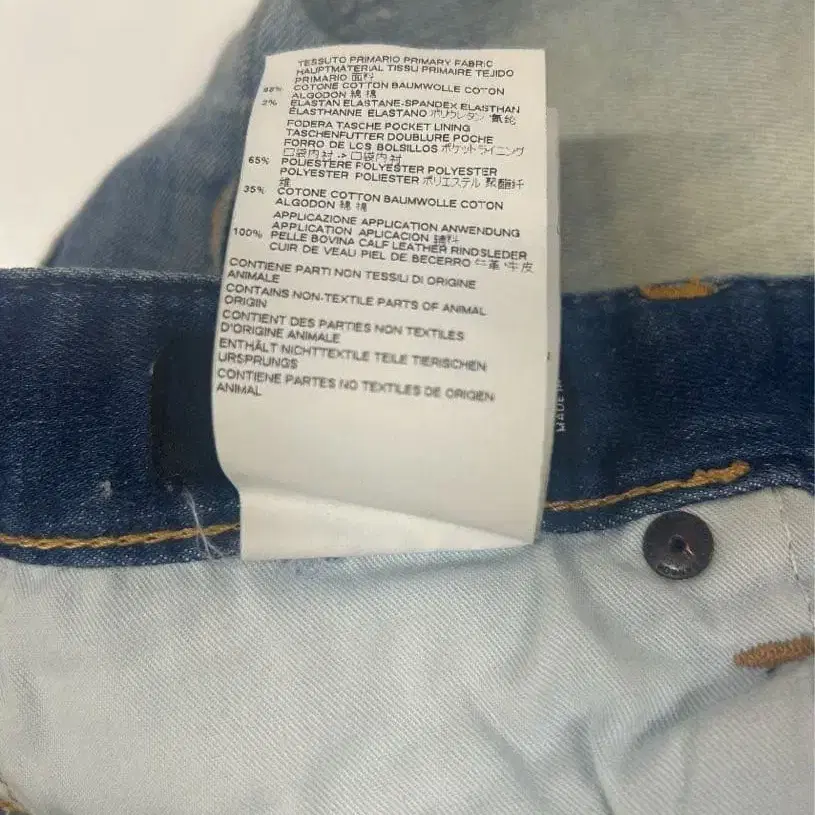 TESSUTO PRIMARIO PRIMARY FABRIC
HAUPTMATERIAL TISSU PRIMAIRE TEJIDO
PRIMARIO 面料
98% COTONE COTTON BAUMWOLLE COTON
ALGODON 綿 棉
2% ELASTAN ELASTANE-SPANDEX ELASTHAN
ELASTHANNE ELASTANO ポリウレタン 氨纶
FODERA TASCHE POCKET LINING
TASCHENFUTTER DOUBLURE POCHE
FORRO DE LOS BOLSILLOS ポケットライニング
口袋内衬 口袋内衬
65% POLIESTERE POLYESTER POLYESTER
POLYESTER POLIESTER ポリエステル 聚酯纤
维
35% COTONE COTTON BAUMWOLLE COTON
ALGODON 綿 棉
APPLICAZIONE APPLICATION ANWENDUNG
APPLICATION APLICACION 辅料
100% PELLE BOVINA CALF LEATHER RINDSLEDER
CUIR DE VEAU PIEL DE BECERRO 牛革 牛皮
CONTIENE PARTI NON TESSILI DI ORIGINE
ANIMALE
CONTAINS NON-TEXTILE PARTS OF ANIMAL
ORIGIN
CONTIENT DES PARTIES NON TEXTILES
D'ORIGINE ANIMALE
ENTHÄLT NICHTTEXTILE TEILE TIERISCHEN
URSPRUNGS
CONTIENE PARTES NO TEXTILES DE ORIGEN
ANIMAL
MADE